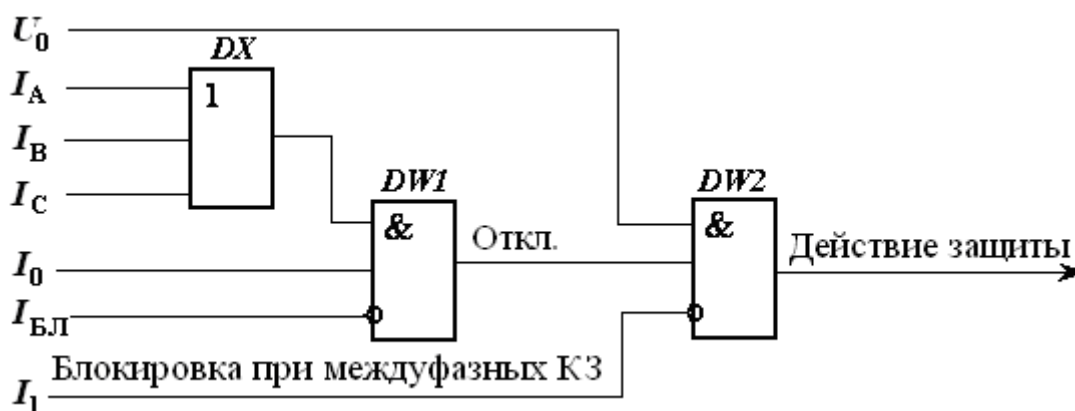 U0
DX
IA
1
IB
IC
DW1
DW2
&
&
Откл.
Действие защиты
I0
IБЛ
Блокировка при междуфазных КЗ
I1